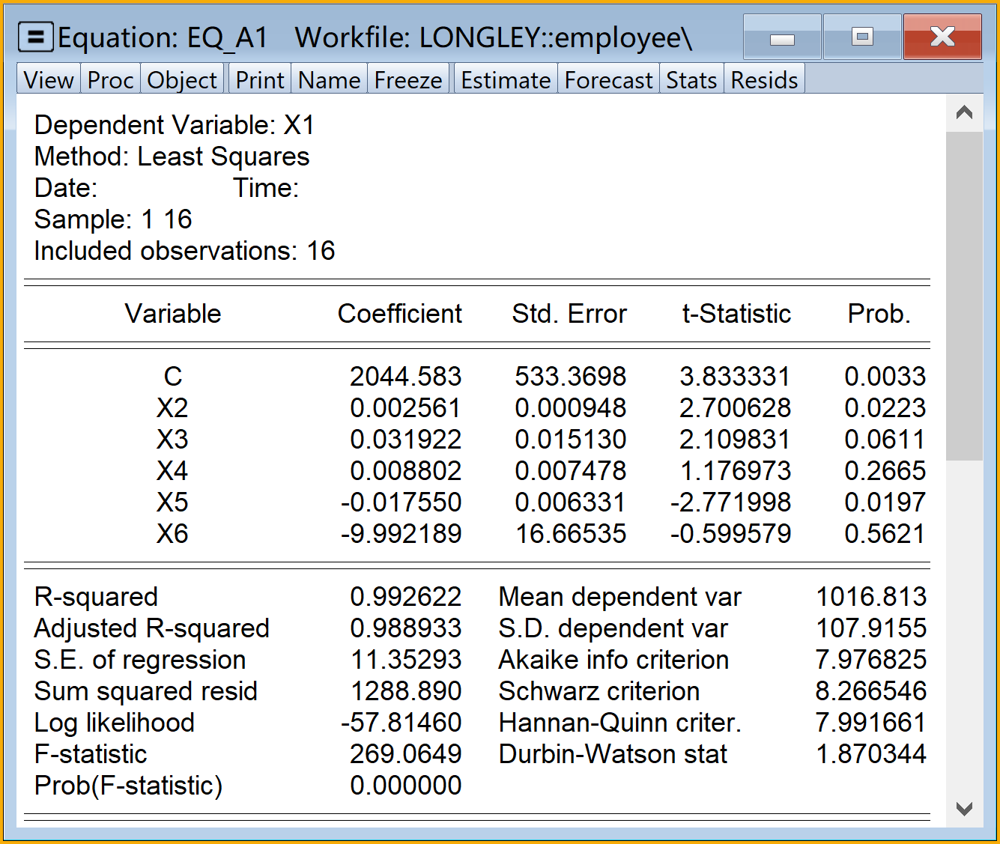 Equation: EQ_A1 Workfile: LONGLEY::employee\
View Proc Object Print Name Freeze Estimate Forecast Stats Resids
Dependent Variable: X1
Method: Least Squares
Date: Time:
Sample: 1 16
Included observations: 16
Variable Coefficient Std. Error t-Statistic Prob.
C 2044.583 533.3698 3.833331 0.0033
X2 0.002561 0.000948 2.700628 0.0223
X3 0.031922 0.015130 2.109831 0.0611
X4 0.008802 0.007478 1.176973 0.2665
X5 -0.017550 0.006331 -2.771998 0.0197
X6 -9.992189 16.66535 -0.599579 0.5621
R-squared 0.992622 Mean dependent var 1016.813
Adjusted R-squared 0.988933 S.D. dependent var 107.9155
S.E. of regression 11.35293 Akaike info criterion 7.976825
Sum squared resid 1288.890 Schwarz criterion 8.266546
Log likelihood -57.81460 Hannan-Quinn criter. 7.991661
F-statistic 269.0649 Durbin-Watson stat 1.870344
Prob(F-statistic) 0.000000